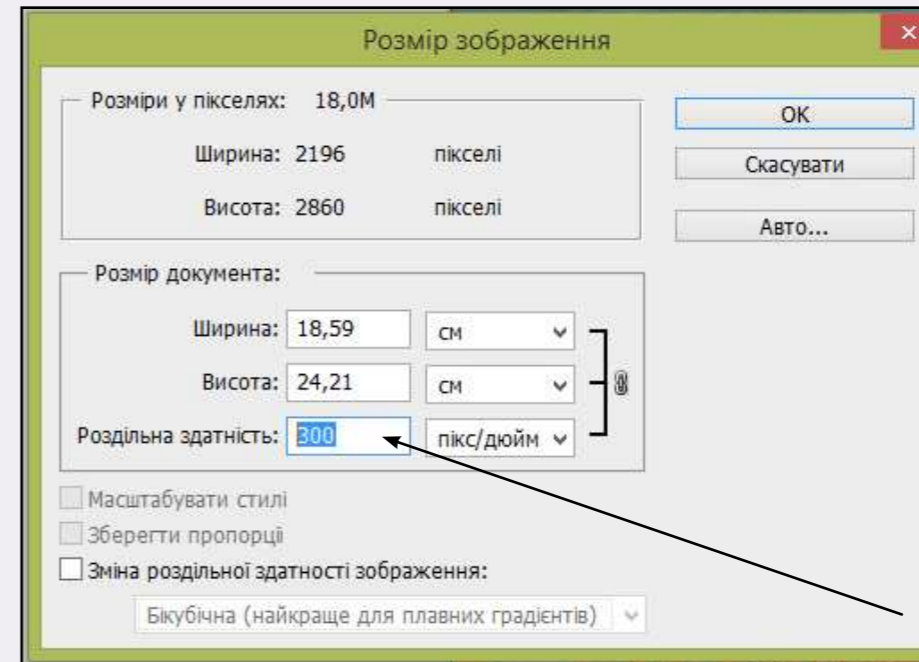 Розмір зображення
Розміри у пікселях: 18,0M
Ширина: 2196 пікселі
Висота: 2860 пікселі
OK
Скасувати
Авто...
Розмір документа:
Ширина: 18,59 см
Висота: 24,21 см
Роздільна здатність: 300 пікс/дюйм
Масштабувати стилі
Зберегти пропорції
Зміна роздільної здатності зображення:
Бікубічна (найкраще для плавних градієнтів)